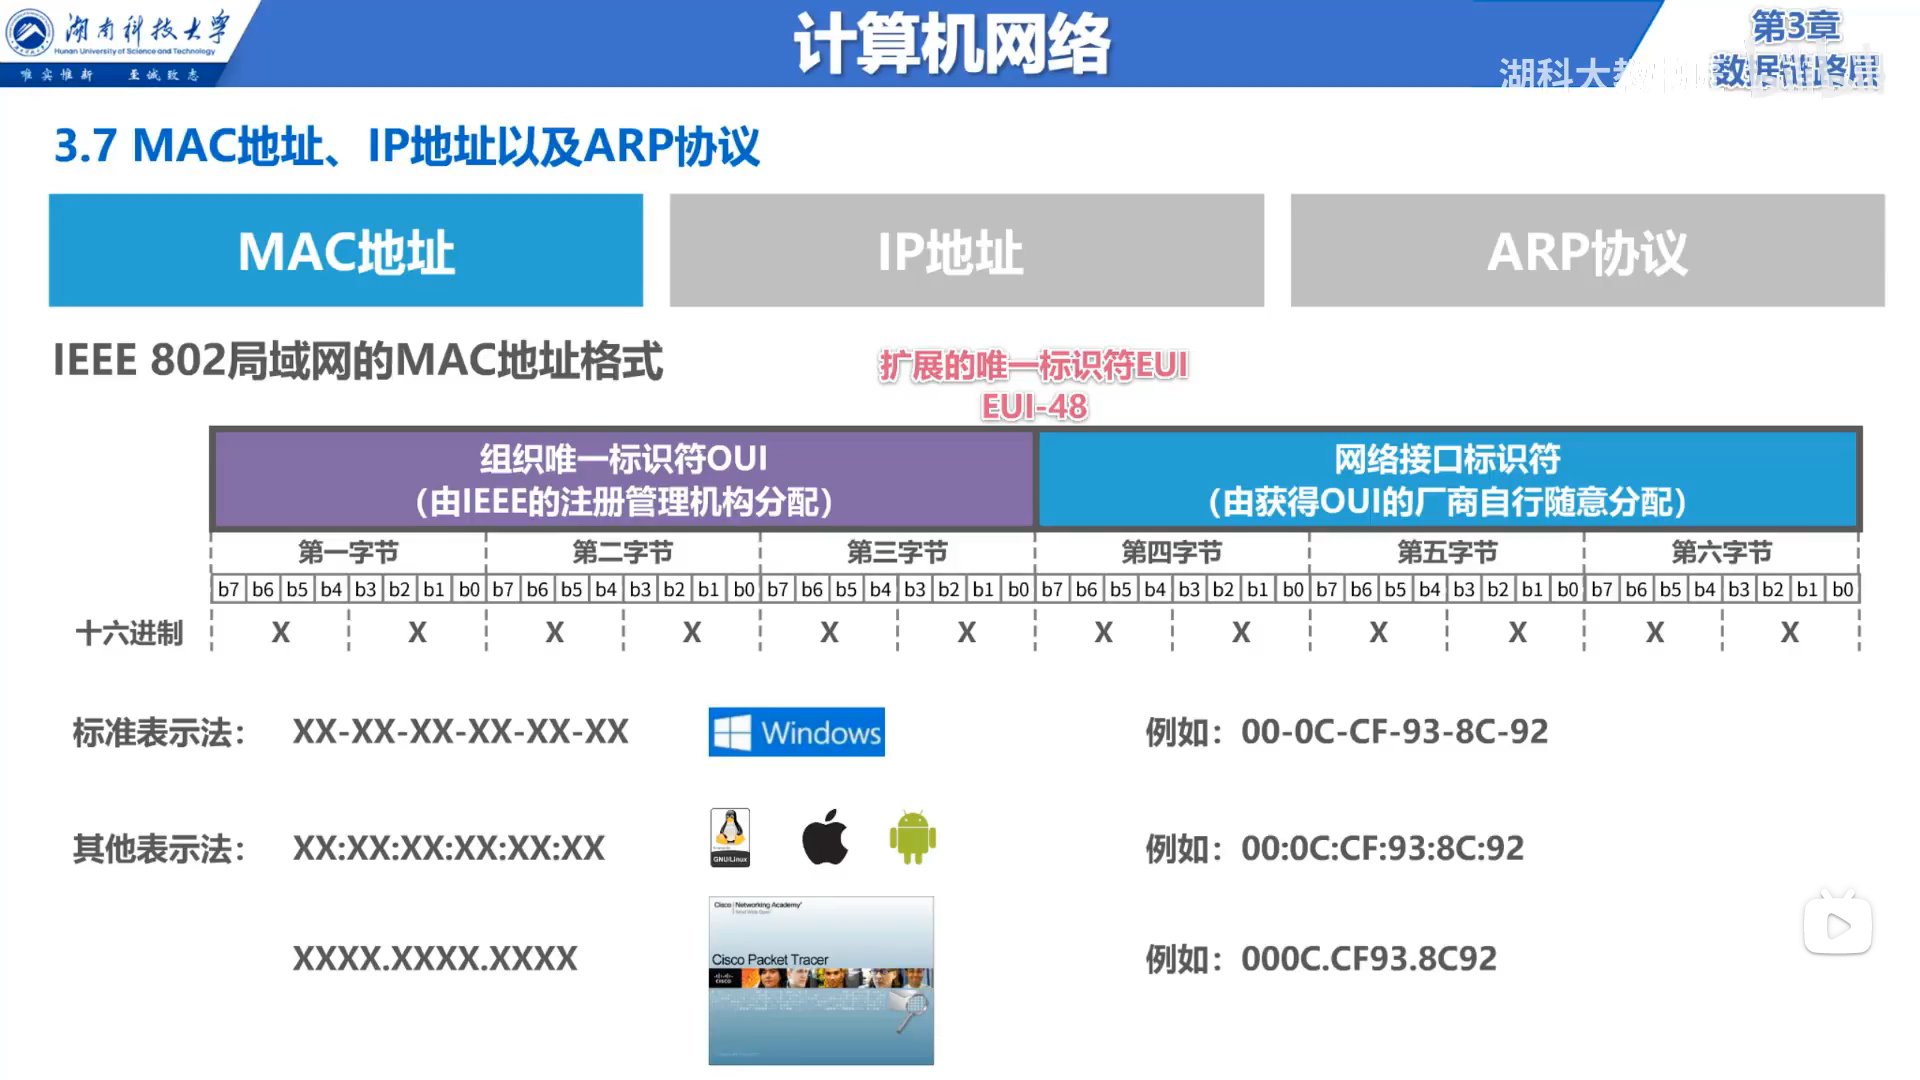 湖南科技大学
Hunan University of Science and Technology
唯实惟新 至诚致志
计算机网络
第3章
数据链路层
湖科大教
3.7 MAC地址、IP地址以及ARP协议
MAC地址 IP地址 ARP协议
IEEE 802局域网的MAC地址格式
扩展的唯一标识符EUI
EUI-48
组织唯一标识符OUI
（由IEEE的注册管理机构分配）
网络接口标识符
（由获得OUI的厂商自行随意分配）
第一字节 第二字节 第三字节 第四字节 第五字节 第六字节
b7 b6 b5 b4 b3 b2 b1 b0 b7 b6 b5 b4 b3 b2 b1 b0 b7 b6 b5 b4 b3 b2 b1 b0 b7 b6 b5 b4 b3 b2 b1 b0 b7 b6 b5 b4 b3 b2 b1 b0 b7 b6 b5 b4 b3 b2 b1 b0
十六进制 X X X X X X X X X X X X
标准表示法： XX-XX-XX-XX-XX-XX Windows 例如：00-0C-CF-93-8C-92
GNU/Linux
其他表示法： XX:XX:XX:XX:XX:XX 例如：00:0C:CF:93:8C:92
Cisco Networking Academy
Cisco Packet Tracer
CISCO
XXXX.XXXX.XXXX 例如：000C.CF93.8C92